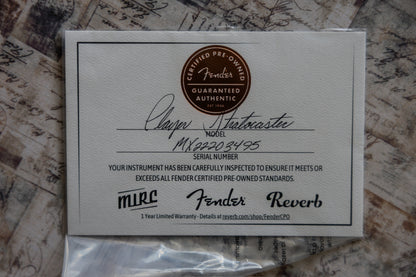 CERTIFIED PRE-OWNED
Fender
GUARANTEED
AUTHENTIC
Player Stratocaster
MODEL
MX22203495
SERIAL NUMBER
YOUR INSTRUMENT HAS BEEN CAREFULLY INSPECTED TO ENSURE IT MEETS OR
EXCEEDS ALL FENDER CERTIFIED PRE-OWNED STANDARDS.
MIRC Fender Reverb
1 Year Limited Warranty - Details at reverb.com/shop/FenderCPO